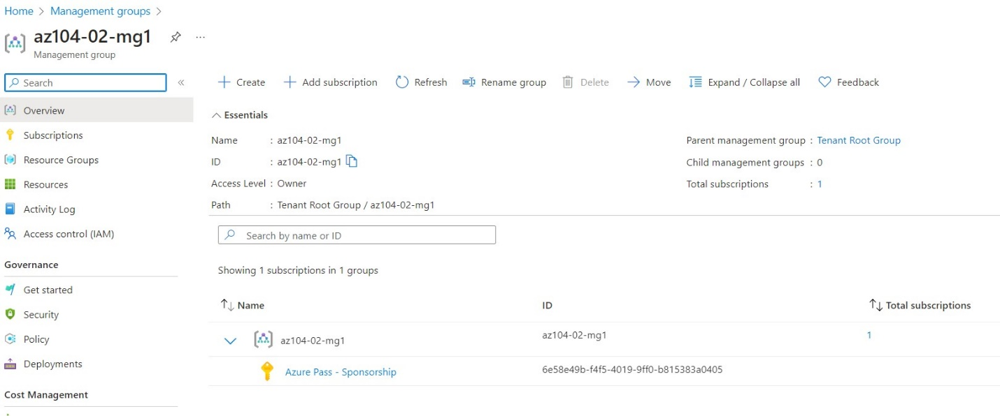 Home > Management groups >
az104-02-mg1 ...
Management group
Search «
Create Add subscription Refresh Rename group Delete Move Expand / Collapse all Feedback
Overview
Subscriptions
Resource Groups
Resources
Activity Log
Access control (IAM)
Governance
Get started
Security
Policy
Deployments
Cost Management
Essentials
Name : az104-02-mg1
ID : az104-02-mg1
Access Level : Owner
Path : Tenant Root Group / az104-02-mg1
Parent management group : Tenant Root Group
Child management groups : 0
Total subscriptions : 1
Search by name or ID
Showing 1 subscriptions in 1 groups
Name ID Total subscriptions
az104-02-mg1 az104-02-mg1 1
Azure Pass - Sponsorship 6e58e49b-f4f5-4019-9ff0-b815383a0405